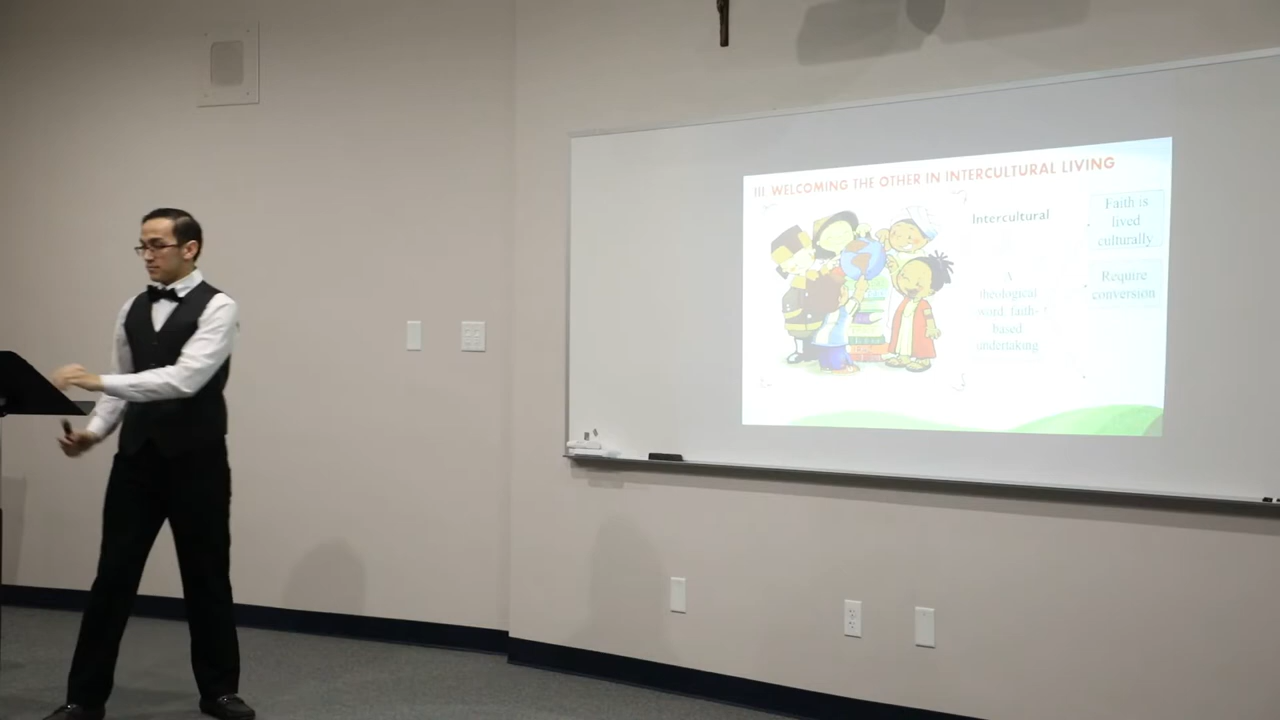 III WELCOMING THE OTHER IN INTERCULTURAL LIVING
Intercultural
A
theological
word, faith-
based
undertaking
Faith is
lived
culturally
Require
conversion